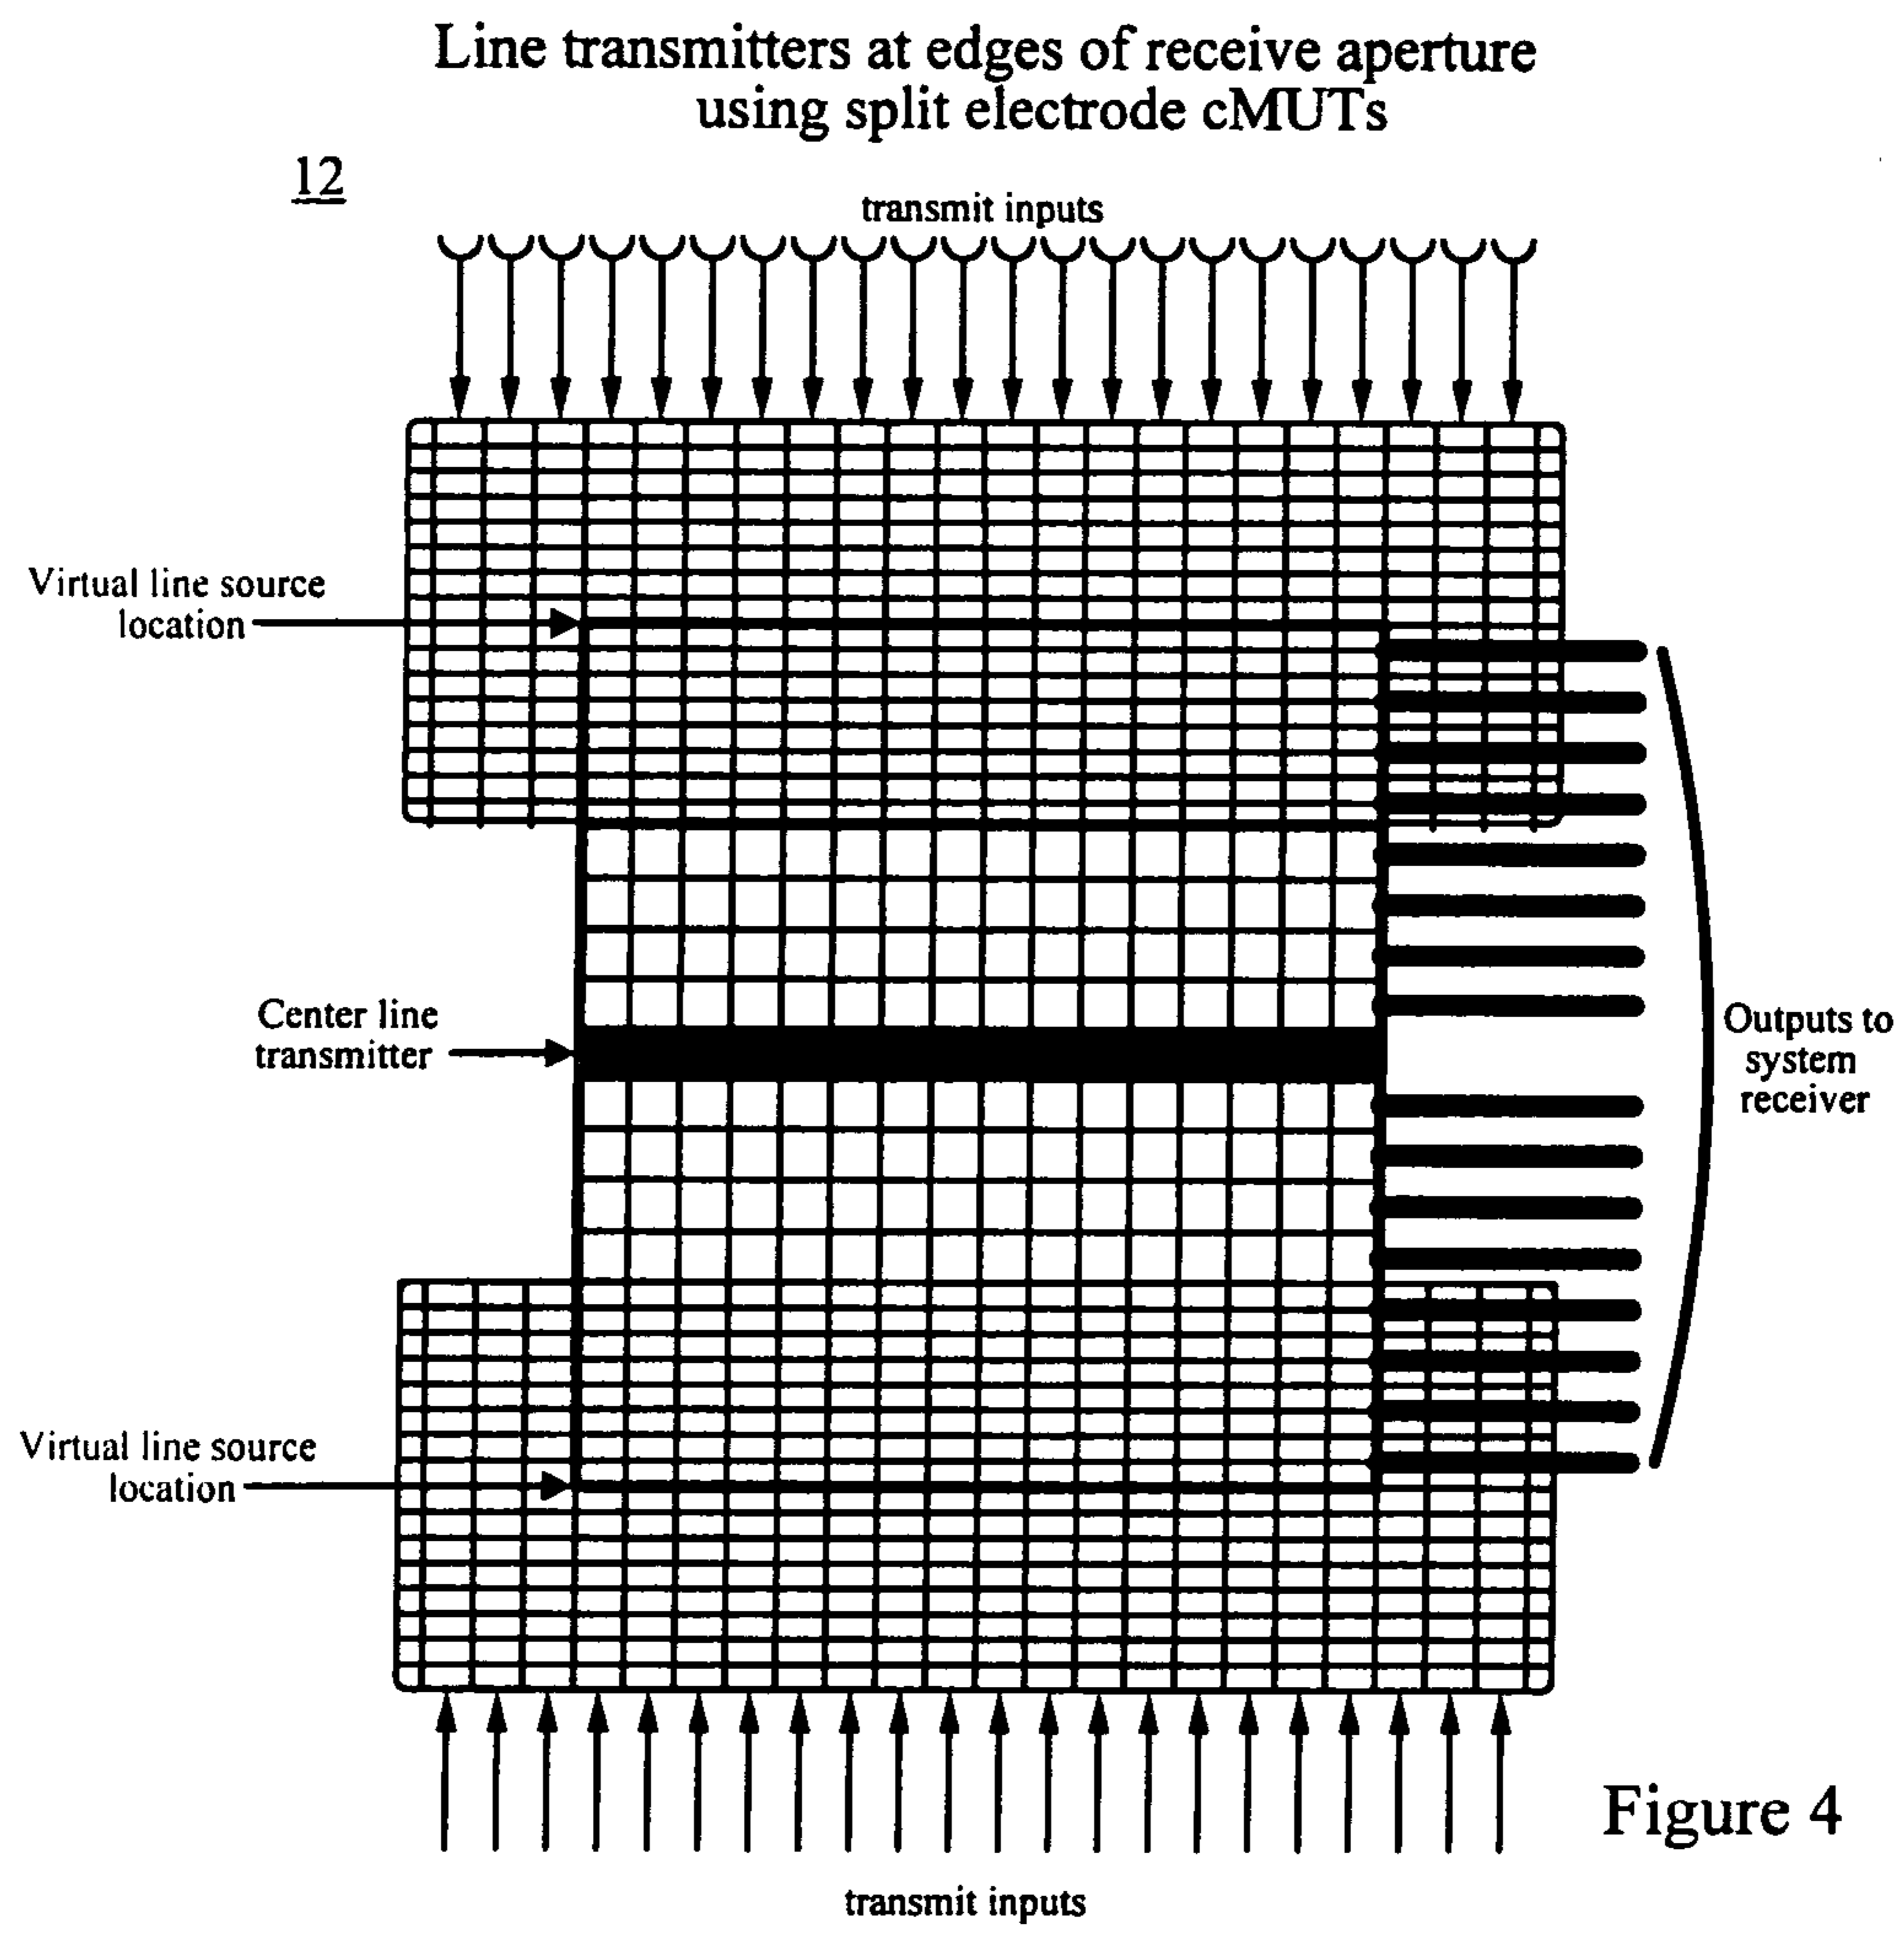 Line transmitters at edges of receive aperture
using split electrode cMUTs
12
transmit inputs
Virtual line source
location
Center line
transmitter
Outputs to
system
receiver
Virtual line source
location
Figure 4
transmit inputs